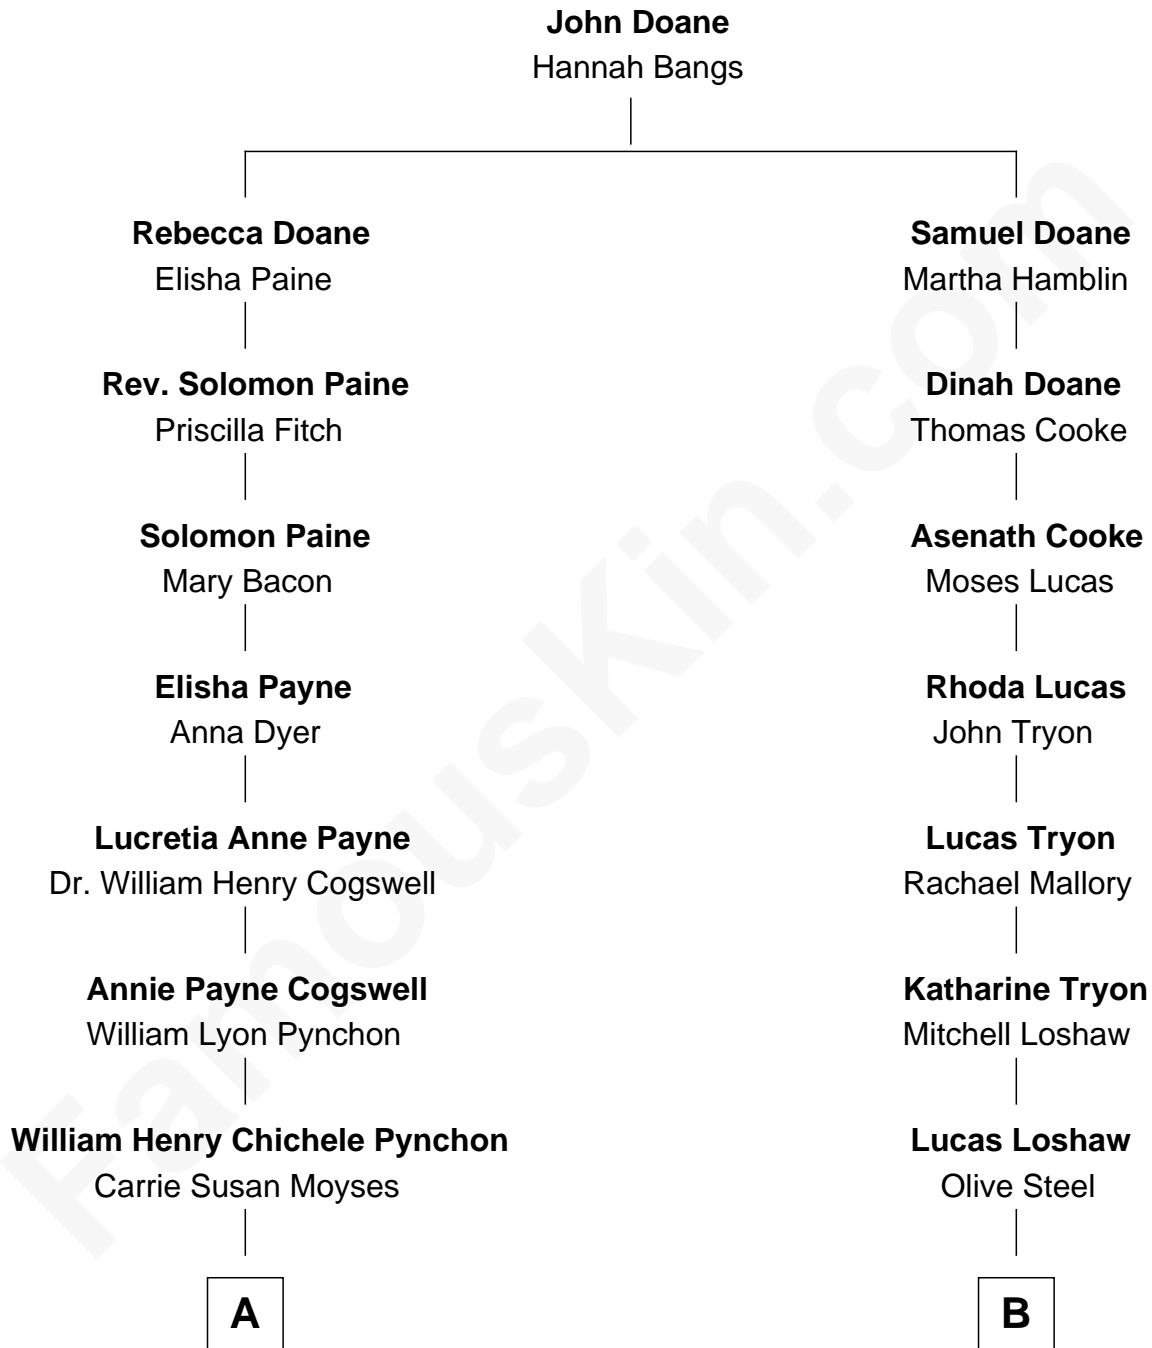 John Doane
Hannah Bangs
Rebecca Doane
Elisha Paine
Samuel Doane
Martha Hamblin
Rev. Solomon Paine
Priscilla Fitch
Dinah Doane
Thomas Cooke
Solomon Paine
Mary Bacon
Asenath Cooke
Moses Lucas
Elisha Payne
Anna Dyer
Rhoda Lucas
John Tryon
Lucretia Anne Payne
Dr. William Henry Cogswell
Lucas Tryon
Rachael Mallory
Annie Payne Cogswell
William Lyon Pynchon
Katharine Tryon
Mitchell Loshaw
William Henry Chichele Pynchon
Carrie Susan Moyses
Lucas Loshaw
Olive Steel
A
B
FamousKin.com